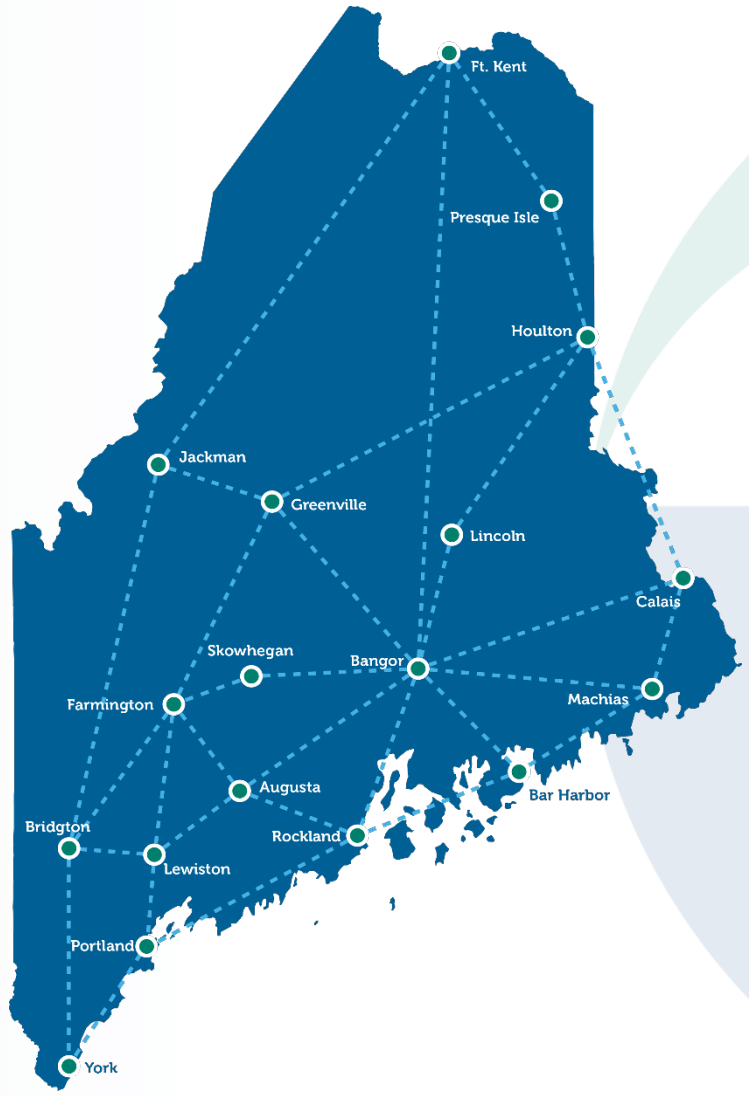 Ft. Kent
Presque Isle
Houlton
Jackman
Greenville
Lincoln
Calais
Skowhegan
Bangor
Machias
Farmington
Augusta
Bar Harbor
Bridgton
Rockland
Lewiston
Portland
York